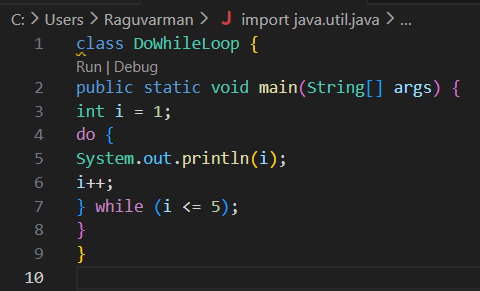 C: > Users > Raguvarman > J import java.util.java > ...
1 class DoWhileLoop {
Run | Debug
2 public static void main(String[] args) {
3 int i = 1;
4 do {
5 System.out.println(i);
6 i++;
7 } while (i <= 5);
8 }
9 }
10